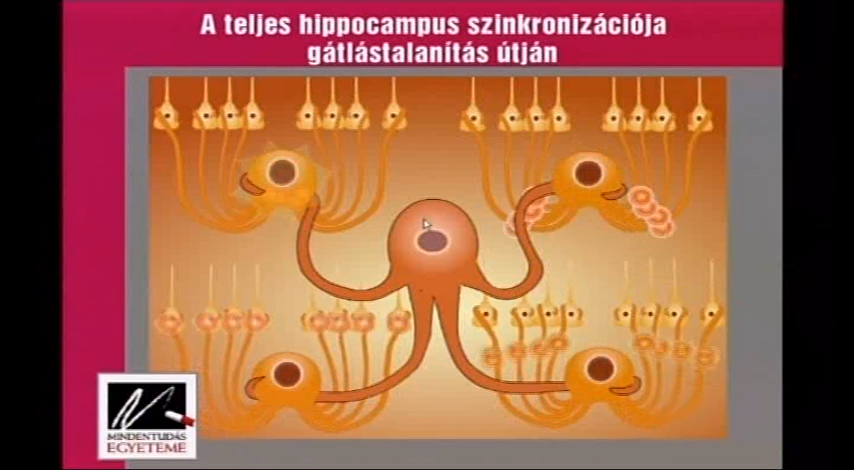 A teljes hippocampus szinkronizációja
gátlástalanítás útján
MINDENTUDÁS
EGYETEME